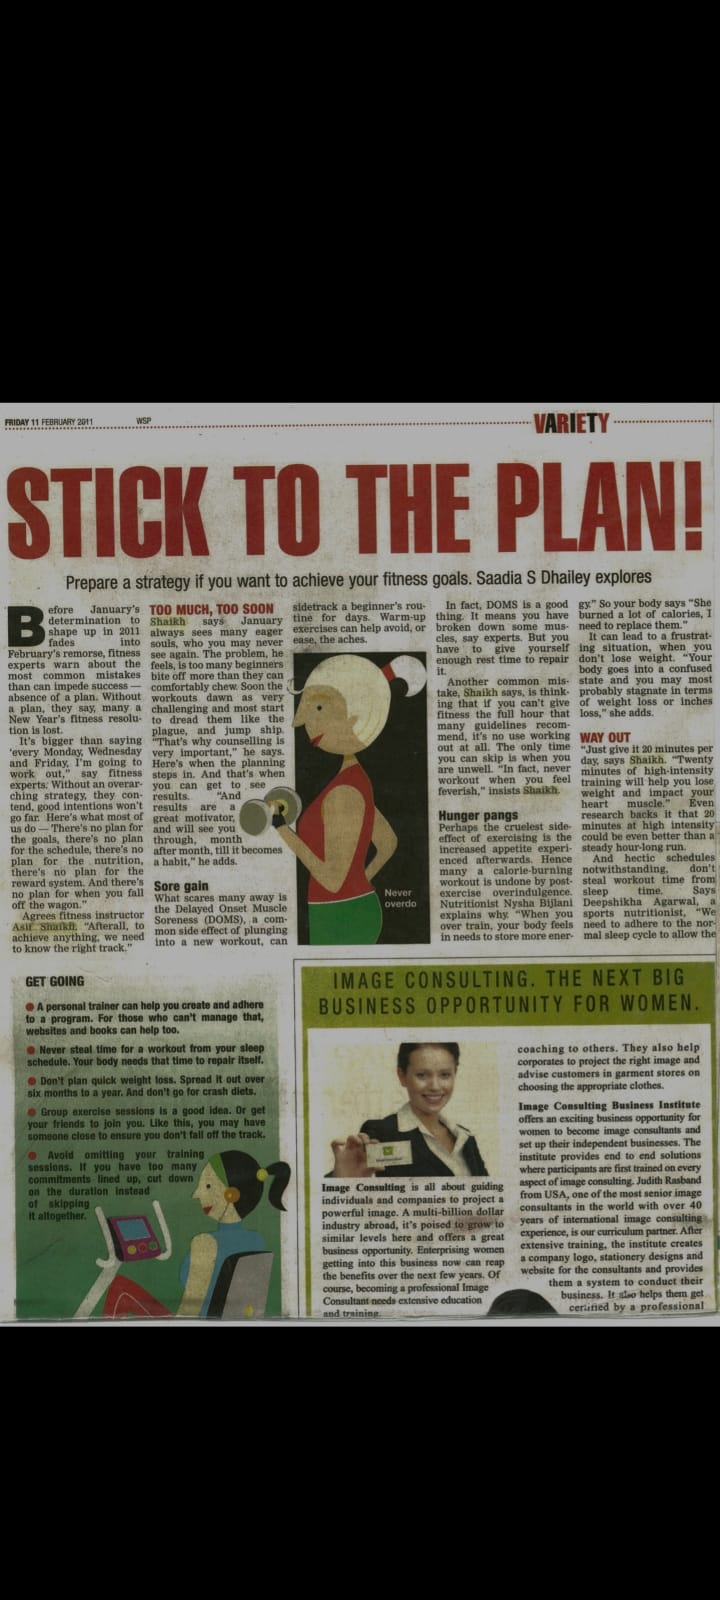 FRIDAY 11 FEBRUARY 2011
WSP
VARIETY
STICK TO THE PLAN!
Prepare a strategy if you want to achieve your fitness goals. Saadia S Dhailey explores
Before January's
determination to
shape up in 2011
fades into
February's remorse, fitness
experts warn about the
most common mistakes
than can impede success —
absence of a plan. Without
a plan, they say, many a
New Year's fitness resolu-
tion is lost.
It's bigger than saying
'every Monday, Wednesday
and Friday, I'm going to
work out," say fitness
experts. Without an overar-
ching strategy, they con-
tend, good intentions won't
go far. Here's what most of
us do — There's no plan for
the goals, there's no plan
for the schedule, there's no
plan for the nutrition,
there's no plan for the
reward system. And there's
no plan for when you fall
off the wagon."
Agrees fitness instructor
Asif Shaikh, "Afterall, to
achieve anything, we need
to know the right track."
TOO MUCH, TOO SOON
Shaikh says January
always sees many eager
souls, who you may never
see again. The problem, he
feels, is too many beginners
bite off more than they can
comfortably chew. Soon the
workouts dawn as very
challenging and most start
to dread them like the
plague, and jump ship.
"That's why counselling is
very important," he says.
Here's when the planning
steps in. And that's when
you can get to see
results. "And
results are a
great motivator,
and will see you
through, month
after month, till it becomes
a habit," he adds.
Sore gain
What scares many away is
the Delayed Onset Muscle
Soreness (DOMS), a com-
mon side effect of plunging
into a new workout, can
sidetrack a beginner's rou-
tine for days. Warm-up
exercises can help avoid, or
ease, the aches.
Never
overdo
In fact, DOMS is a good
thing. It means you have
broken down some mus-
cles, say experts. But you
have to give yourself
enough rest time to repair
it.
Another common mis-
take, Shaikh says, is think-
ing that if you can't give
fitness the full hour that
many guidelines recom-
mend, it's no use working
out at all. The only time
you can skip is when you
are unwell. "In fact, never
workout when you feel
feverish," insists Shaikh.
Hunger pangs
Perhaps the cruelest side-
effect of exercising is the
increased appetite experi-
enced afterwards. Hence
many a calorie-burning
workout is undone by post-
exercise overindulgence.
Nutritionist Nysha Bijlani
explains why. "When you
over train, your body feels
in needs to store more ener-
gy." So your body says "She
burned a lot of calories, I
need to replace them."
It can lead to a frustrat-
ing situation, when you
don't lose weight. "Your
body goes into a confused
state and you may most
probably stagnate in terms
of weight loss or inches
loss," she adds.
WAY OUT
"Just give it 20 minutes per
day, says Shaikh. "Twenty
minutes of high-intensity
training will help you lose
weight and impact your
heart muscle." Even
research backs it that 20
minutes at high intensity
could be even better than a
steady hour-long run.
And hectic schedules
notwithstanding, don't
steal workout time from
sleep time. Says
Deepshikha Agarwal, a
sports nutritionist, "We
need to adhere to the nor-
mal sleep cycle to allow the
GET GOING
A personal trainer can help you create and adhere
to a program. For those who can't manage that,
websites and books can help too.
Never steal time for a workout from your sleep
schedule. Your body needs that time to repair itself.
Don't plan quick weight loss. Spread it out over
six months to a year. And don't go for crash diets.
Group exercise sessions is a good idea. Or get
your friends to join you. Like this, you may have
someone close to ensure you don't fall off the track.
Avoid omitting your training
sessions. If you have too many
commitments lined up, cut down
on the duration instead
of skipping
it altogether.
IMAGE CONSULTING. THE NEXT BIG
BUSINESS OPPORTUNITY FOR WOMEN.
Image Consulting is all about guiding
individuals and companies to project a
powerful image. A multi-billion dollar
industry abroad, it's poised to grow to
similar levels here and offers a great
business opportunity. Enterprising women
getting into this business now can reap
the benefits over the next few years. Of
course, becoming a professional Image
Consultant needs extensive education
and training.
coaching to others. They also help
corporates to project the right image and
advise customers in garment stores on
choosing the appropriate clothes.
Image Consulting Business Institute
offers an exciting business opportunity for
women to become image consultants and
set up their independent businesses. The
institute provides end to end solutions
where participants are first trained on every
aspect of image consulting. Judith Rasband
from USA, one of the most senior image
consultants in the world with over 40
years of international image consulting
experience, is our curriculum partner. After
extensive training, the institute creates
a company logo, stationery designs and
website for the consultants and provides
them a system to conduct their
business. It also helps them get
certified by a professional